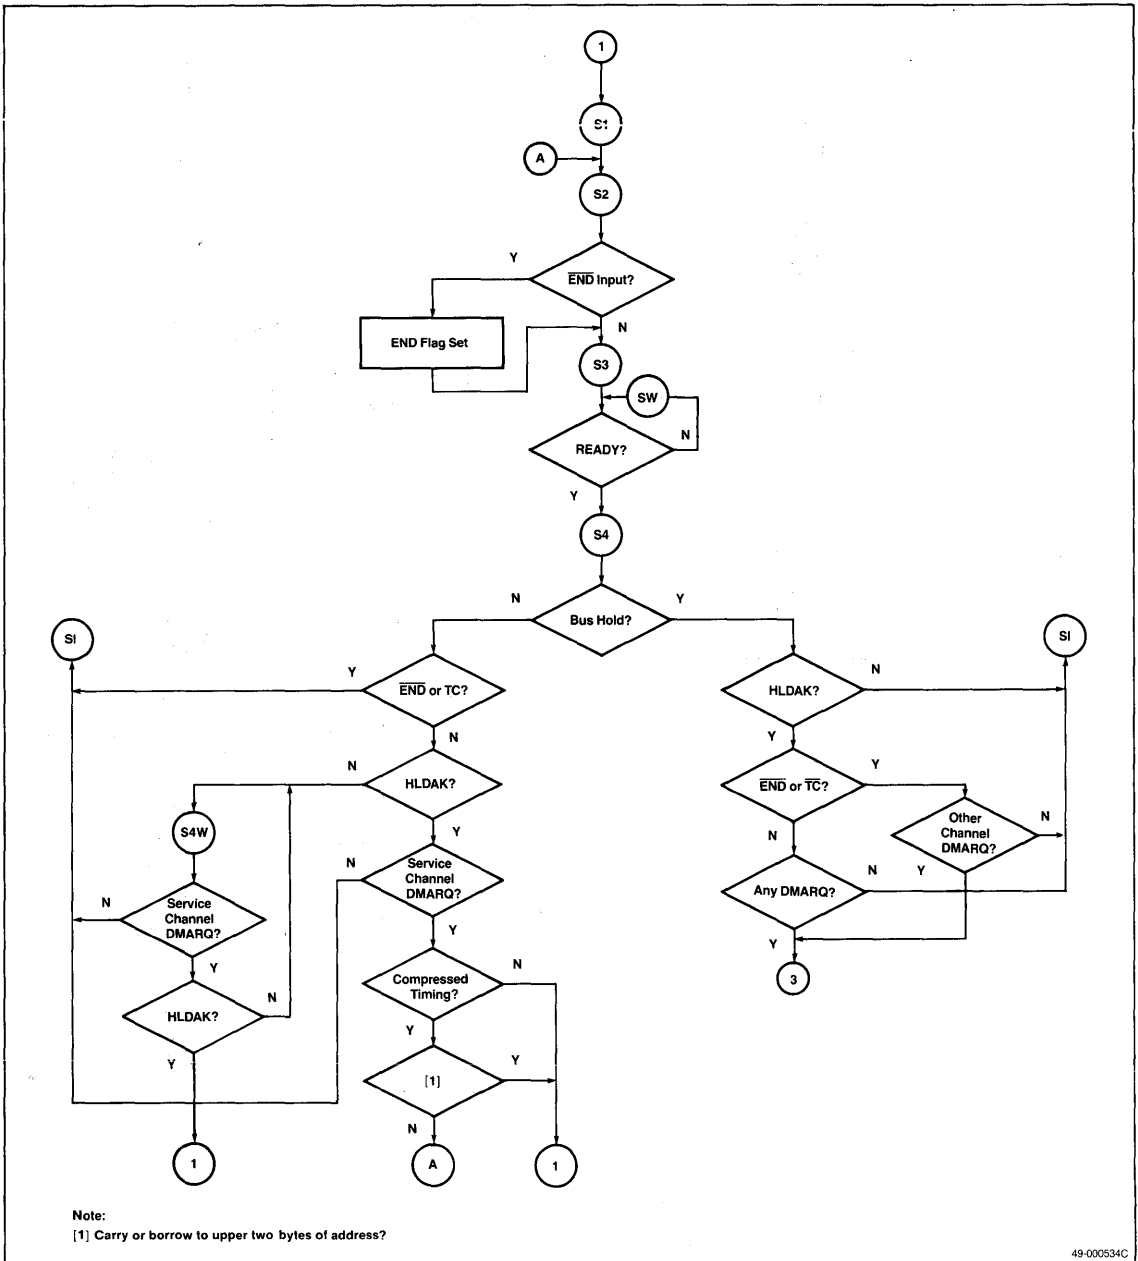 1
S1
A
S2
Y
END Input?
N
END Flag Set
S3
SW
N
READY?
Y
S4
N
Bus Hold?
Y
SI
SI
Y
END or TC?
N
HLDAK?
N
Y
N
HLDAK?
Y
END or TC?
Y
S4W
Y
N
Other
Channel
DMARQ?
N
N
Service
Channel
DMARQ?
N
Service
Channel
DMARQ?
Any DMARQ?
N
Y
Y
Y
Y
N
3
Compressed
Timing?
N
HLDAK?
Y
Y
Y
[1]
N
1
A
1
Note:
[1] Carry or borrow to upper two bytes of address?
49-000534C